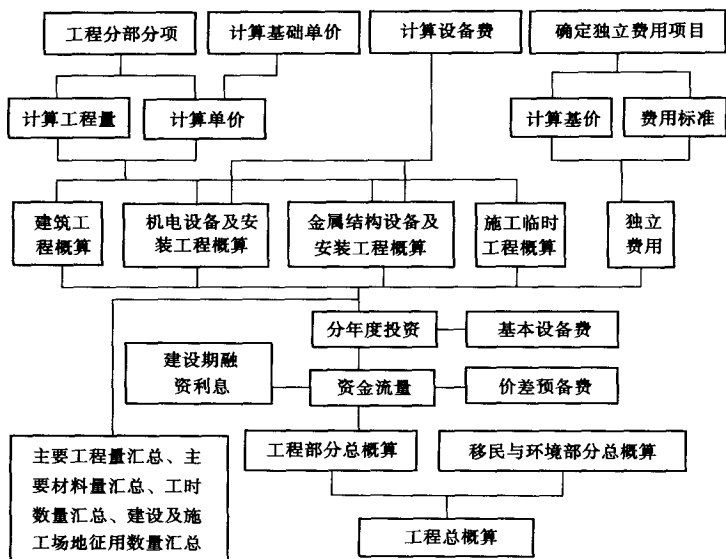 工程分部分项
计算基础单价
计算设备费
确定独立费用项目
计算工程量
计算单价
计算基价
费用标准
建筑工
程概算
机电设备及安
装工程概算
金属结构设备及
安装工程概算
施工临时
工程概算
独立
费用
分年度投资
基本设备费
建设期融
资利息
资金流量
价差预备费
主要工程量汇总、主
要材料量汇总、工时
数量汇总、建设及施
工场地征用数量汇总
工程部分总概算
移民与环境部分总概算
工程总概算